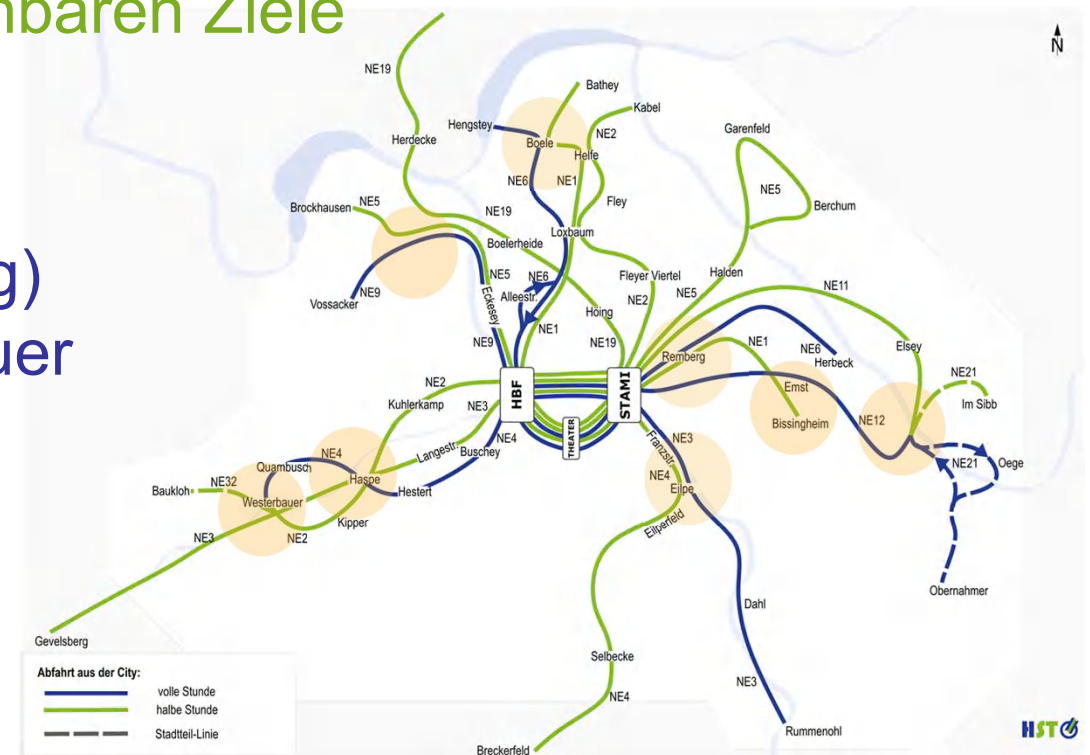 nbaren Ziele
g)
uer
N
NE19
Bathey
Kabel
Hengstey
NE2
Garenfeld
Herdecke
Boele
Helfe
NE6
NE1
NE5
Brockhausen
NE5
Fley
Berchum
NE19
Loxbaum
Boelerheide
NE5
NE6
Fleyer Viertel
Halden
Vossacker
NE9
Eckesey
Alleestr.
NE2
NE5
NE11
Höing
NE1
NE9
NE19
Remberg
NE1
NE6
Herbeck
Elsey
NE21
NE2
HBF
STAMI
Emst
Im Sibb
Kuhlerkamp
NE3
Bissingheim
NE12
THEATER
Langestr.
NE4
Buschey
Franzstr.
NE3
NE21
Oege
Quambusch
NE4
Haspe
NE4
Eilpe
Baukloh
NE32
Westerbauer
Hestert
Kipper
Eilperfeld
NE3
NE2
Obernahmer
Dahl
Gevelsberg
Selbecke
NE3
NE4
Rummenohl
Breckerfeld
Abfahrt aus der City:
volle Stunde
halbe Stunde
Stadtteil-Linie
HST